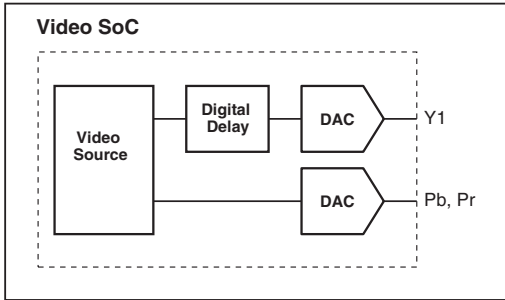 Video SoC
Video
Source
Digital
Delay
DAC
Y1
DAC
Pb, Pr